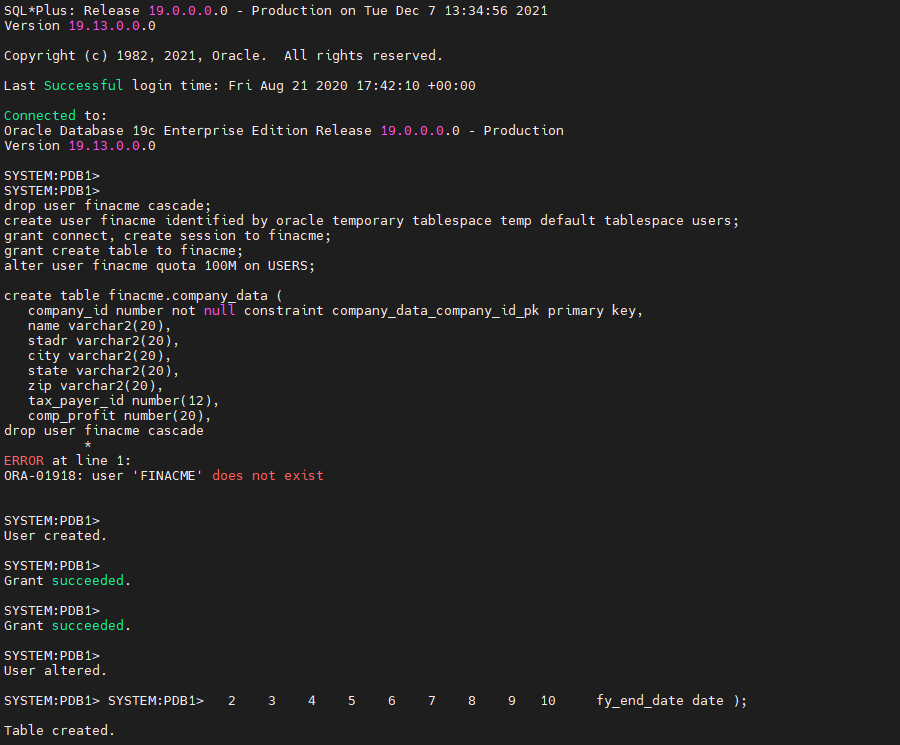 SQL*Plus: Release 19.0.0.0.0 - Production on Tue Dec 7 13:34:56 2021
Version 19.13.0.0.0
Copyright (c) 1982, 2021, Oracle.  All rights reserved.
Last Successful login time: Fri Aug 21 2020 17:42:10 +00:00
Connected to:
Oracle Database 19c Enterprise Edition Release 19.0.0.0.0 - Production
Version 19.13.0.0.0
SYSTEM:PDB1>
SYSTEM:PDB1>
drop user finacme cascade;
create user finacme identified by oracle temporary tablespace temp default tablespace users;
grant connect, create session to finacme;
grant create table to finacme;
alter user finacme quota 100M on USERS;
create table finacme.company_data (
   company_id number not null constraint company_data_company_id_pk primary key,
   name varchar2(20),
   stadr varchar2(20),
   city varchar2(20),
   state varchar2(20),
   zip varchar2(20),
   tax_payer_id number(12),
   comp_profit number(20),
drop user finacme cascade
          *
ERROR at line 1:
ORA-01918: user 'FINACME' does not exist
SYSTEM:PDB1>
User created.
SYSTEM:PDB1>
Grant succeeded.
SYSTEM:PDB1>
Grant succeeded.
SYSTEM:PDB1>
User altered.
SYSTEM:PDB1> SYSTEM:PDB1>   2    3    4    5    6    7    8    9   10     fy_end_date date );
Table created.